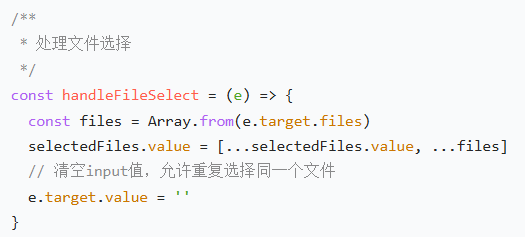 /**
 * 处理文件选择
 */
const handleFileSelect = (e) => {
  const files = Array.from(e.target.files)
  selectedFiles.value = [...selectedFiles.value, ...files]
  // 清空input值，允许重复选择同一个文件
  e.target.value = ''
}